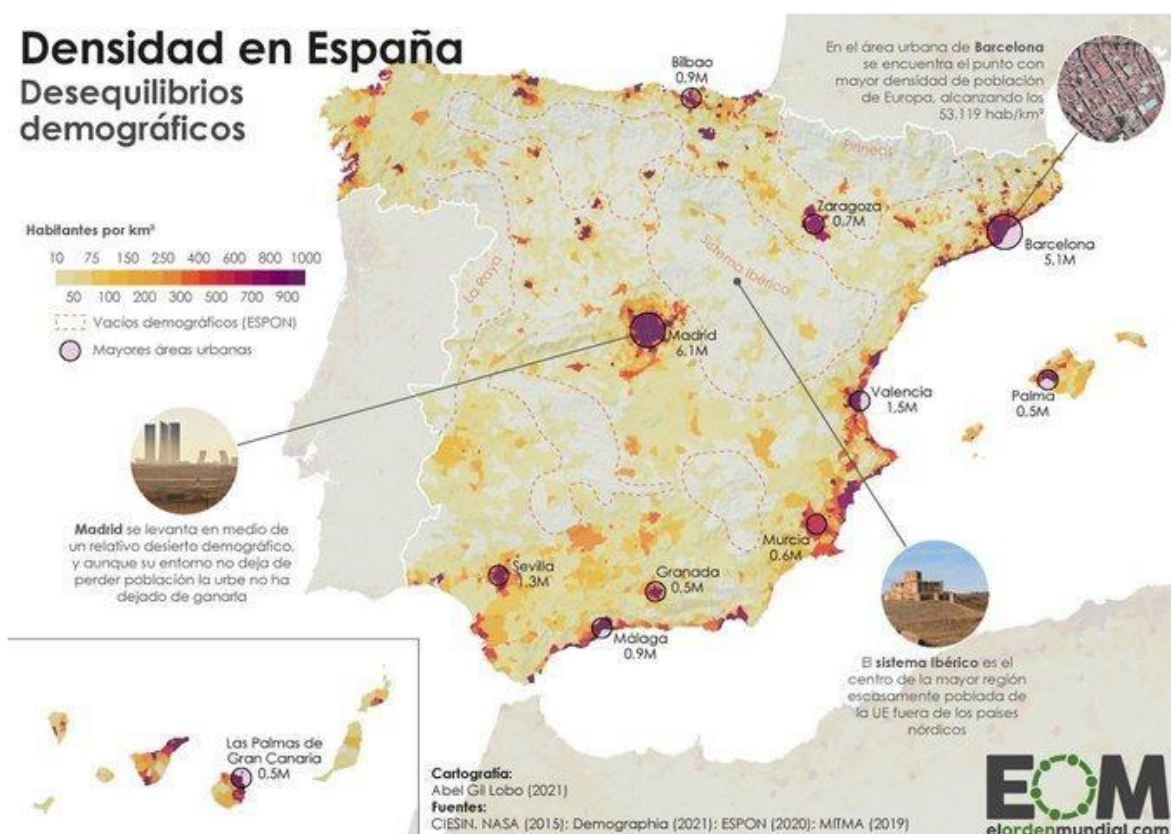 Densidad en España
Desequilibrios
demográficos
En el área urbana de Barcelona
se encuentra el punto con
mayor densidad de población
de Europa, alcanzando los
53.119 hab/km²
Bilbao
0.9M
Pirineos
Zaragoza
0,7M
Barcelona
5.1M
Habitantes por km²
10 75 150 250 400 600 800 1000
50 100 200 300 500 700 900
Vacíos demográficos (ESPON)
Mayores áreas urbanas
La Raya
Sistema Ibérico
Madrid
6.1M
Valencia
1,5M
Palma
0.5M
Madrid se levanta en medio de
un relativo desierto demográfico,
y aunque su entorno no deja de
perder población la urbe no ha
dejado de ganarla
Murcia
0.6M
Sevilla
1.3M
Granada
0.5M
Málaga
0.9M
El sistema Ibérico es el
centro de la mayor región
escasamente poblada de
la UE fuera de los países
nórdicos
Las Palmas de
Gran Canaria
0.5M
Cartografía:
Abel Gil Lobo (2021)
Fuentes:
CIESIN, NASA (2015); Demographia (2021); ESPON (2020); MITMA (2019)
EOM
elordenmundial.com